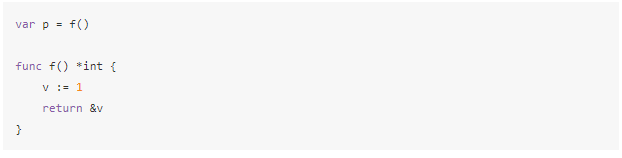 var p = f()
func f() *int {
    v := 1
    return &v
}